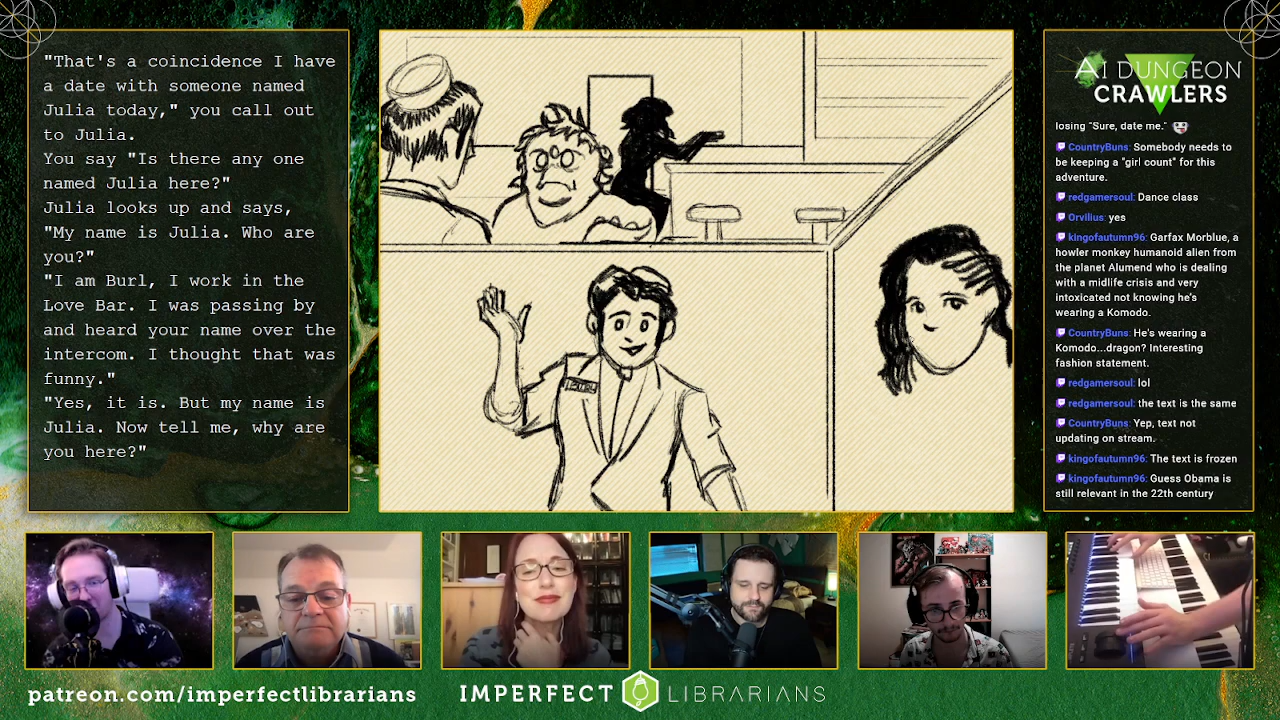 "That's a coincidence I have
a date with someone named
Julia today," you call out
to Julia.
You say "Is there any one
named Julia here?"
Julia looks up and says,
"My name is Julia. Who are
you?"
"I am Burl, I work in the
Love Bar. I was passing by
and heard your name over the
intercom. I thought that was
funny."
"Yes, it is. But my name is
Julia. Now tell me, why are
you here?"
AI DUNGEON
CRAWLERS
losing "Sure, date me."
CountryBuns: Somebody needs to
be keeping a "girl count" for this
adventure.
redgamersoul: Dance class
Orvilius: yes
kingofautumn96: Garfax Morblue, a
howler monkey humanoid alien from
the planet Alumend who is dealing
with a midlife crisis and very
intoxicated not knowing he's
wearing a Komodo.
CountryBuns: He's wearing a
Komodo...dragon? Interesting
fashion statement.
redgamersoul: lol
redgamersoul: the text is the same
CountryBuns: Yep, text not
updating on stream.
kingofautumn96: The text is frozen
kingofautumn96: Guess Obama is
still relevant in the 22th century
patreon.com/imperfectlibrarians
IMPERFECT LIBRARIANS